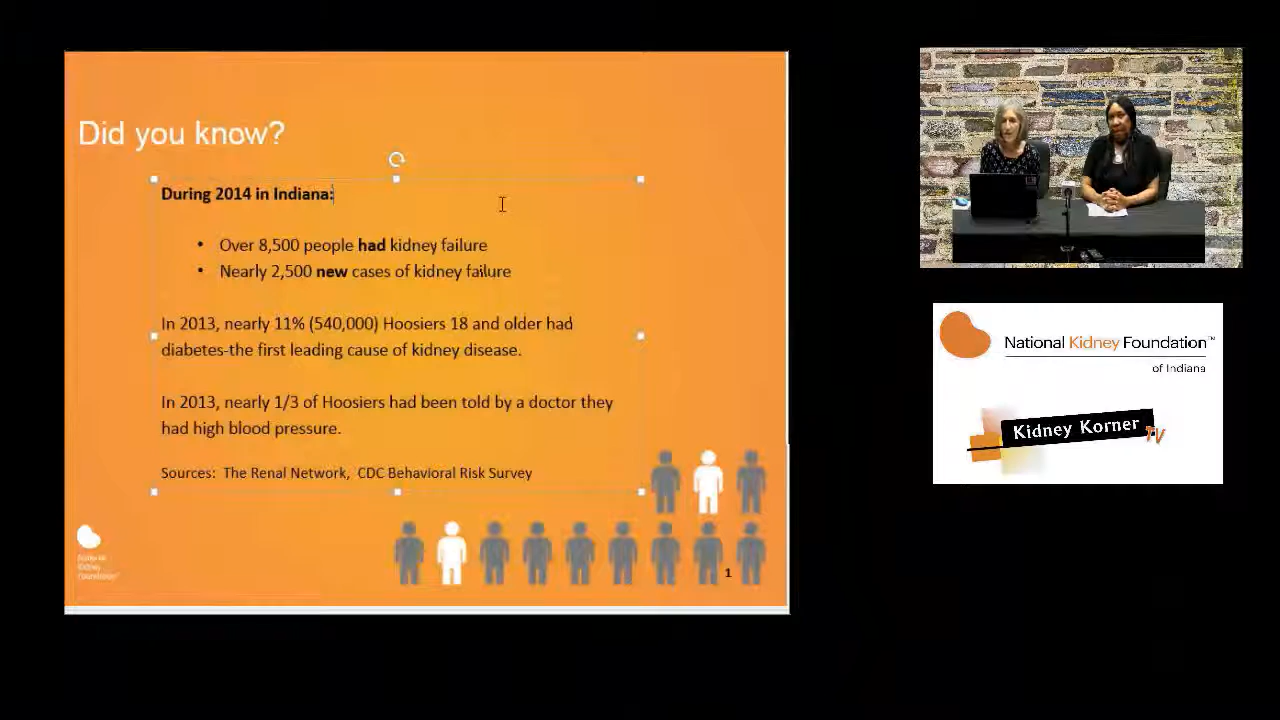 Did you know?
During 2014 in Indiana:
• Over 8,500 people had kidney failure
• Nearly 2,500 new cases of kidney failure
In 2013, nearly 11% (540,000) Hoosiers 18 and older had
diabetes-the first leading cause of kidney disease.
In 2013, nearly 1/3 of Hoosiers had been told by a doctor they
had high blood pressure.
Sources: The Renal Network, CDC Behavioral Risk Survey
National
Kidney
Foundation™
1
National Kidney Foundation™
of Indiana
Kidney Korner TV